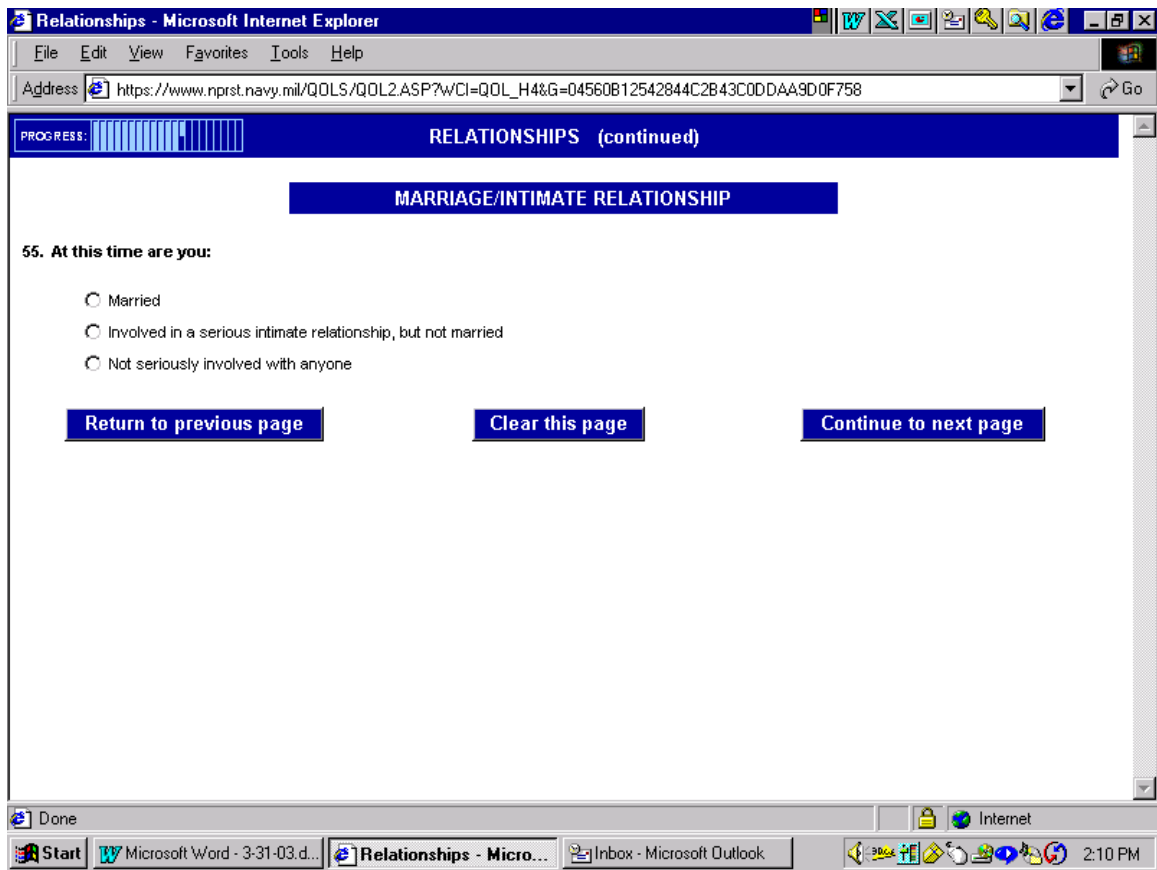 Relationships - Microsoft Internet Explorer
File Edit View Favorites Tools Help
Address https://www.nprst.navy.mil/QOLS/QOL2.ASP?WCI=QOL_H4&G=04560B12542844C2B43C0DDAA9D0F758 Go
PROGRESS: RELATIONSHIPS (continued)
MARRIAGE/INTIMATE RELATIONSHIP
55. At this time are you:
Married
Involved in a serious intimate relationship, but not married
Not seriously involved with anyone
Return to previous page Clear this page Continue to next page
Done Internet
Start Microsoft Word - 3-31-03.d... Relationships - Micro... Inbox - Microsoft Outlook 2:10 PM